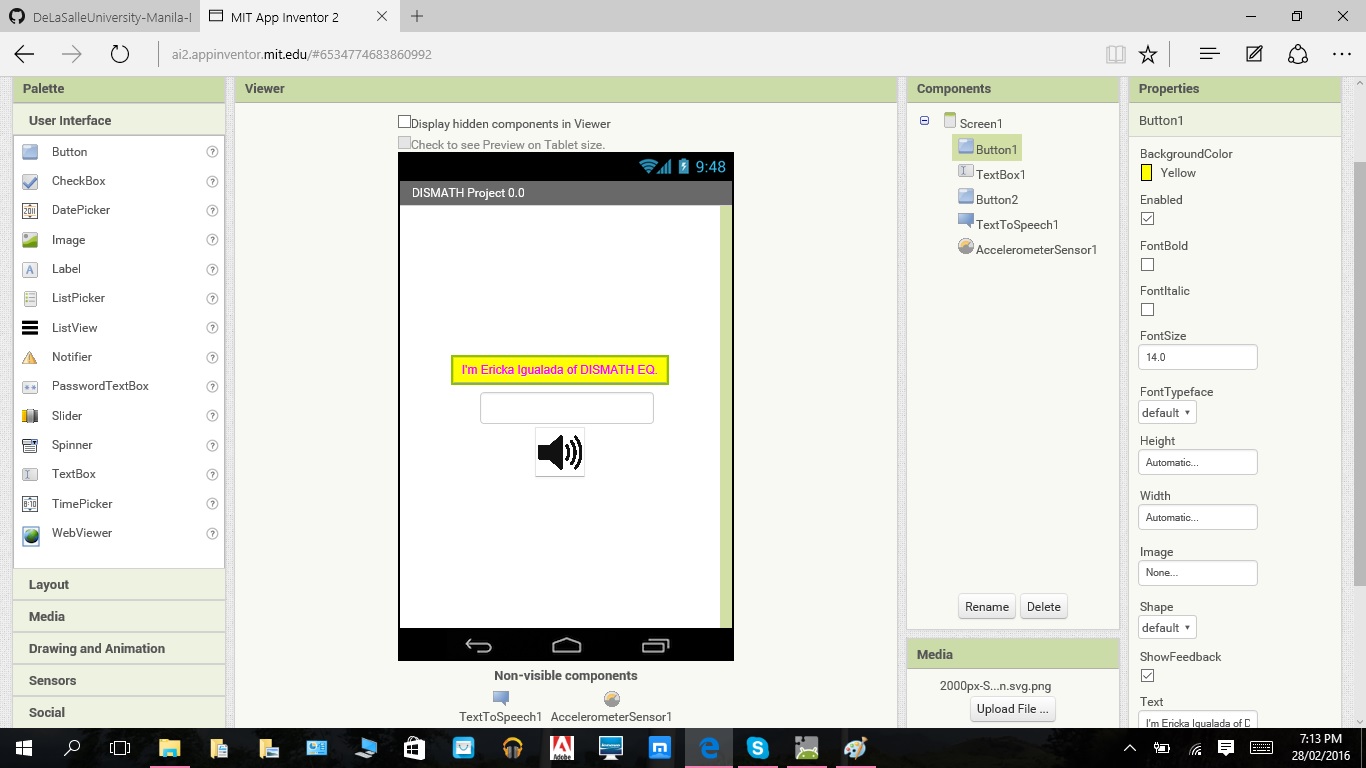 DeLaSalleUniversity-Manila-I
MIT App Inventor 2
ai2.appinventor.mit.edu/#6534774683860992
Palette
User Interface
Button
CheckBox
DatePicker
Image
Label
ListPicker
ListView
Notifier
PasswordTextBox
Slider
Spinner
TextBox
TimePicker
WebViewer
Layout
Media
Drawing and Animation
Sensors
Social
Viewer
Display hidden components in Viewer
Check to see Preview on Tablet size.
9:48
DISMATH Project 0.0
I'm Ericka Igualada of DISMATH EQ.
Non-visible components
TextToSpeech1 AccelerometerSensor1
Components
Screen1
Button1
TextBox1
Button2
TextToSpeech1
AccelerometerSensor1
Rename Delete
Media
2000px-S...n.svg.png
Upload File ...
Properties
Button1
BackgroundColor
Yellow
Enabled
FontBold
FontItalic
FontSize
14.0
FontTypeface
default
Height
Automatic...
Width
Automatic...
Image
None...
Shape
default
ShowFeedback
Text
I'm Ericka Igualada of D
Adobe
7:13 PM
28/02/2016